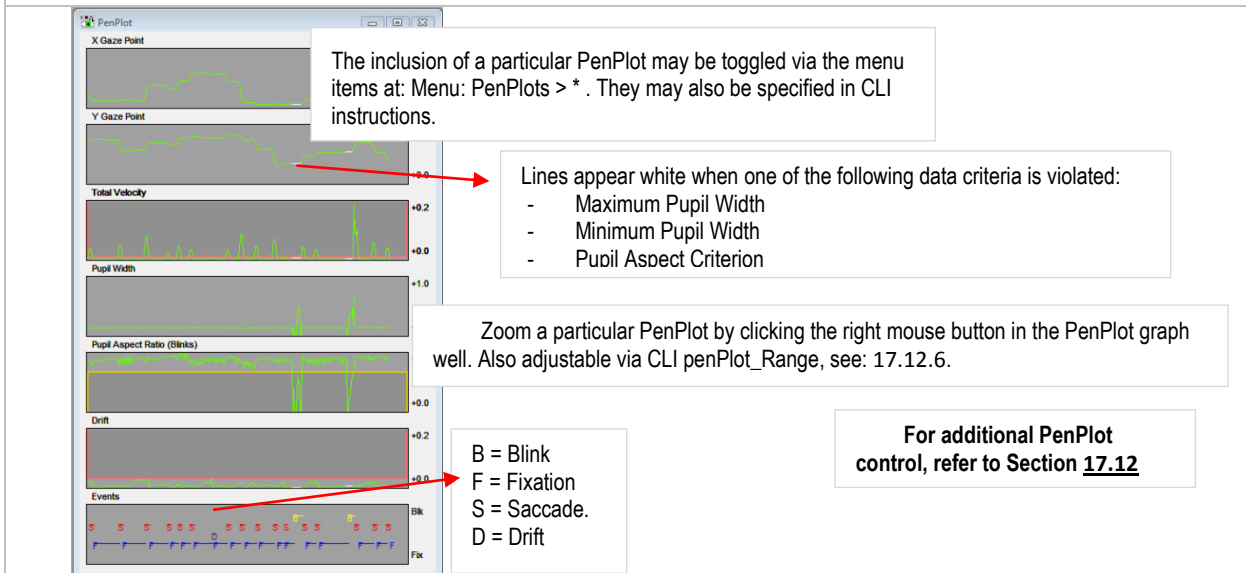 PenPlot
X Gaze Point
The inclusion of a particular PenPlot may be toggled via the menu
items at: Menu: PenPlots > * . They may also be specified in CLI
instructions.
Y Gaze Point
+0.0
Lines appear white when one of the following data criteria is violated:
- Maximum Pupil Width
- Minimum Pupil Width
- Pupil Aspect Criterion
Total Velocity
+0.2
+0.0
Pupil Width
+1.0
Zoom a particular PenPlot by clicking the right mouse button in the PenPlot graph
well. Also adjustable via CLI penPlot_Range, see: 17.12.6.
Pupil Aspect Ratio (Blinks)
+0.0
Drift
+0.2
+0.0
B = Blink
F = Fixation
S = Saccade.
D = Drift
For additional PenPlot
control, refer to Section 17.12
Events
Blk
B B
S S S S S S S S S S S S S S S S
D
F F F F F F F F F F F F F F F F F
Fix